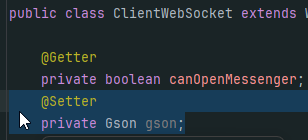 public class ClientWebSocket extends
@Getter
private boolean canOpenMessenger;
@Setter
private Gson gson;